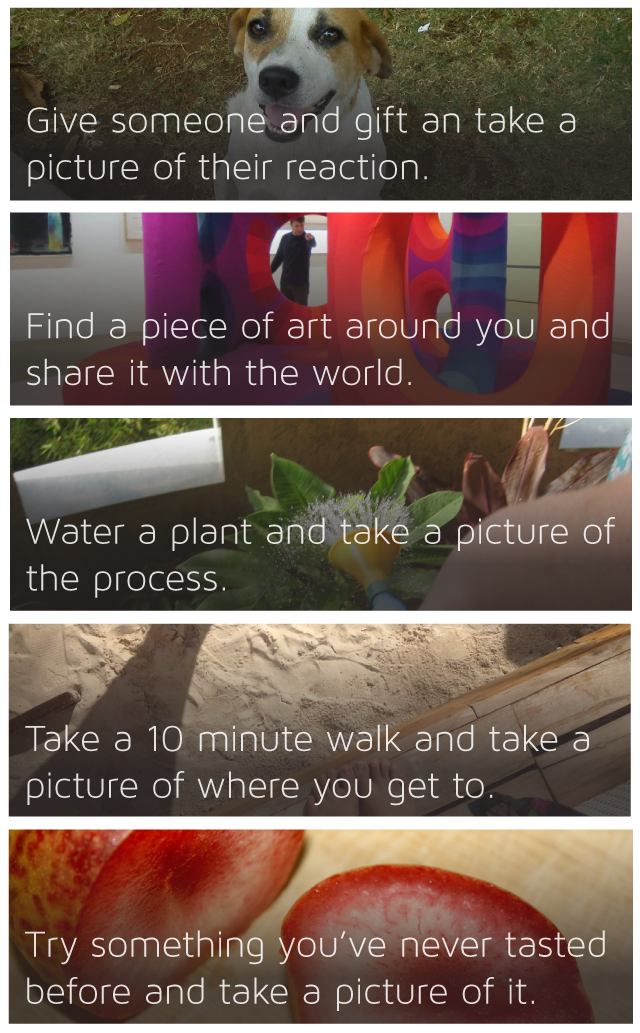 Give someone and gift an take a
picture of their reaction.
Find a piece of art around you and
share it with the world.
Water a plant and take a picture of
the process.
Take a 10 minute walk and take a
picture of where you get to.
Try something you’ve never tasted
before and take a picture of it.